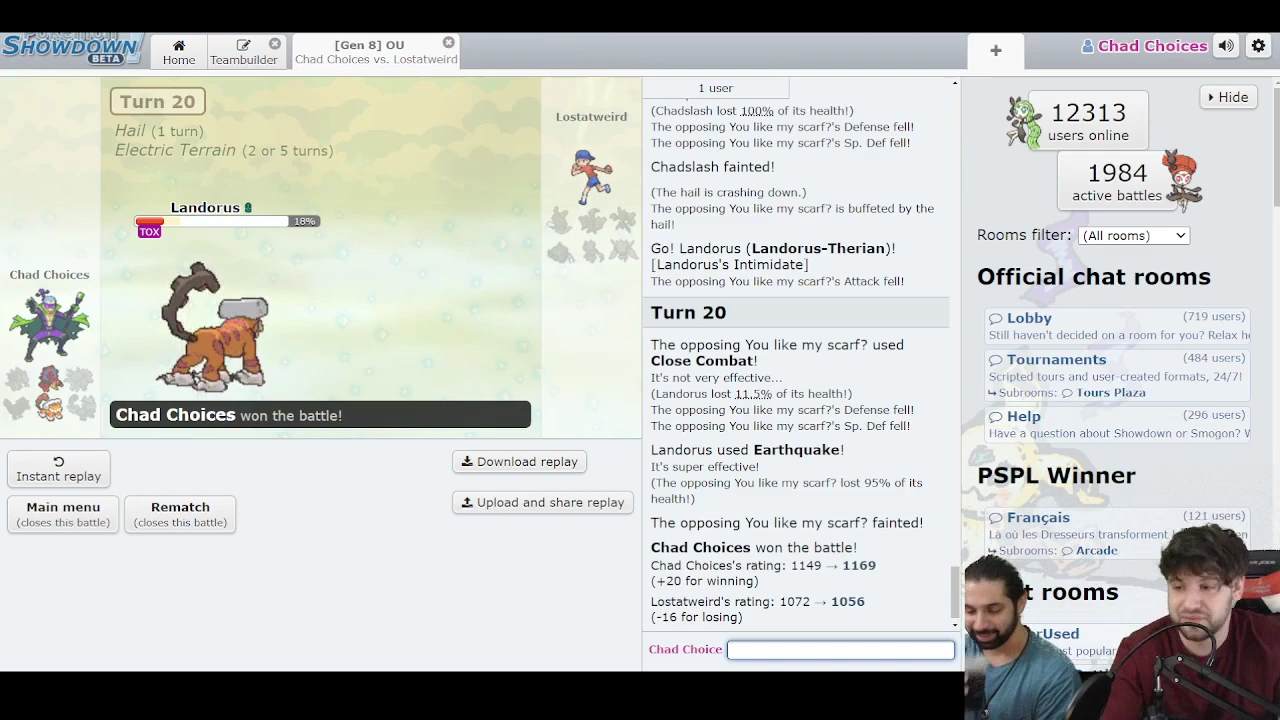 Pokémon
SHOWDOWN
BETA
Home
Teambuilder
[Gen 8] OU
Chad Choices vs. Lostatweird
+
Chad Choices
Turn 20
Hail (1 turn)
Electric Terrain (2 or 5 turns)
Lostatweird
Landorus
18%
TOX
Chad Choices
Chad Choices won the battle!
Instant replay
Download replay
Upload and share replay
Main menu
(closes this battle)
Rematch
(closes this battle)
1 user
(Chadslash lost 100% of its health!)
The opposing You like my scarf?'s Defense fell!
The opposing You like my scarf?'s Sp. Def fell!
Chadslash fainted!
(The hail is crashing down.)
The opposing You like my scarf? is buffeted by the
hail!
Go! Landorus (Landorus-Therian)!
[Landorus's Intimidate]
The opposing You like my scarf?'s Attack fell!
Turn 20
The opposing You like my scarf? used
Close Combat!
It's not very effective...
(Landorus lost 11.5% of its health!)
The opposing You like my scarf?'s Defense fell!
The opposing You like my scarf?'s Sp. Def fell!
Landorus used Earthquake!
It's super effective!
(The opposing You like my scarf? lost 95% of its
health!)
The opposing You like my scarf? fainted!
Chad Choices won the battle!
Chad Choices's rating: 1149 → 1169
(+20 for winning)
Lostatweird's rating: 1072 → 1056
(-16 for losing)
Chad Choice
Hide
12313
users online
1984
active battles
Rooms filter: (All rooms)
Official chat rooms
Lobby (719 users)
Still haven't decided on a room for you? Relax he
Tournaments (484 users)
Scripted tours and user-created formats, 24/7!
Subrooms: Tours Plaza
Help (296 users)
Have a question about Showdown or Smogon? W
PSPL Winner
Français (121 users)
Là où les Dresseurs transforment
Subrooms: Arcade
t rooms
rUsed
st popular